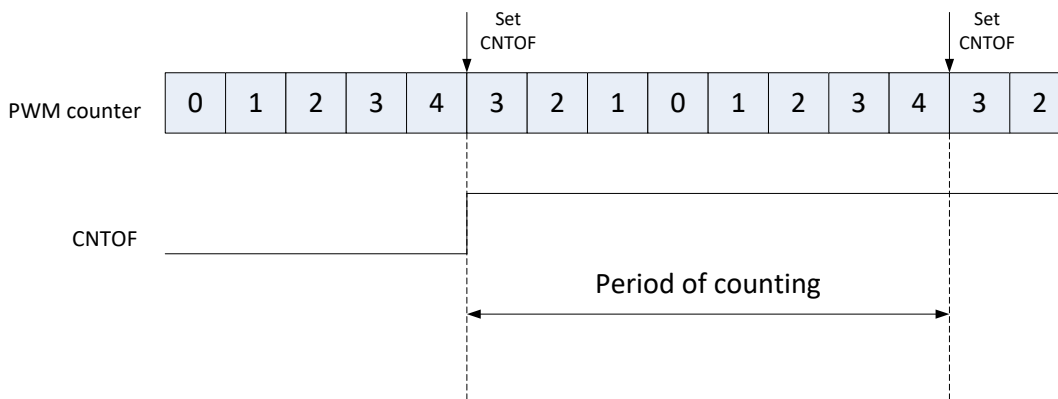 Set
CNTOF
Set
CNTOF
PWM counter
0 1 2 3 4 3 2 1 0 1 2 3 4 3 2
CNTOF
Period of counting